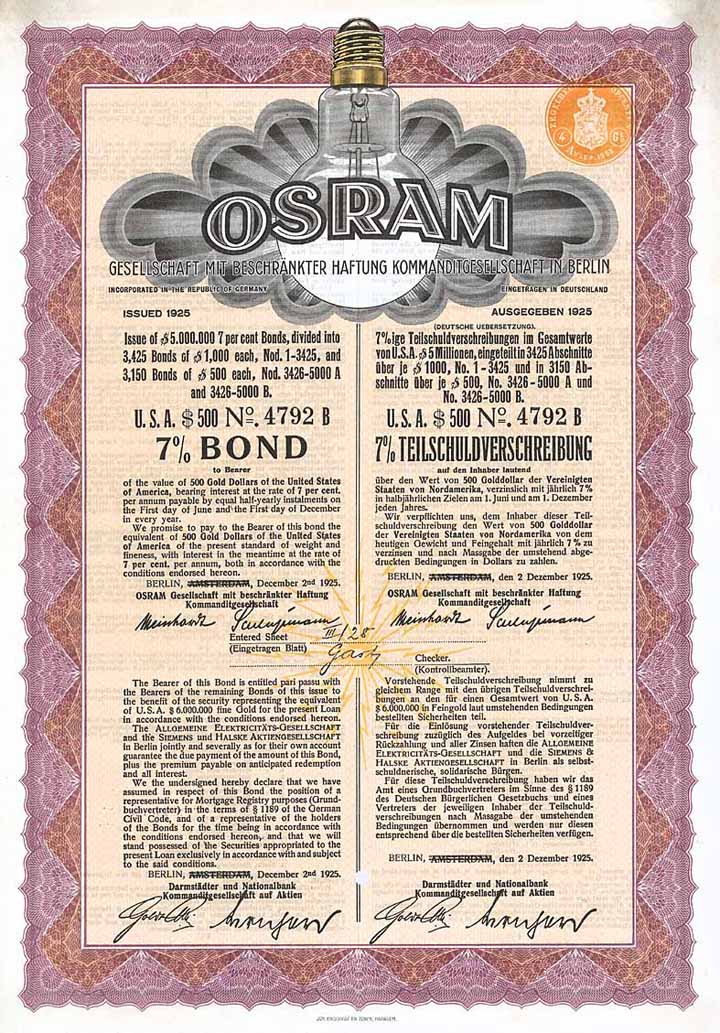 OSRAM
GESELLSCHAFT MIT BESCHRÄNKTER HAFTUNG KOMMANDITGESELLSCHAFT IN BERLIN
INCORPORATED IN THE REPUBLIC OF GERMANY
EINGETRAGEN IN DEUTSCHLAND
4
Gs
ISSUED 1925
Issue of $5.000.000 7 per cent Bonds, divided into
3,425 Bonds of $1,000 each, Nod. 1-3425, and
3,150 Bonds of $500 each, Nod. 3426-5000 A
and 3426-5000 B.
U.S.A. $500 No. 4792 B
7% BOND
to Bearer
of the value of 500 Gold Dollars of the United States
of America, bearing interest at the rate of 7 per cent.
per annum payable by equal half-yearly instalments on
the First day of June and the First day of December
in every year.
We promise to pay to the Bearer of this bond the
equivalent of 500 Gold Dollars of the United States
of America of the present standard of weight and
fineness, with interest in the meantime at the rate of
7 per cent. per annum, both in accordance with the
conditions endorsed hereon.
BERLIN, AMSTERDAM, December 2nd 1925.
OSRAM Gesellschaft mit beschränkter Haftung
Kommanditgesellschaft
Meinhardt
AUSGEGEBEN 1925
(DEUTSCHE UEBERSETZUNG).
7%ige Teilschuldverschreibungen im Gesamtwerte
von U.S.A. $5 Millionen, eingeteilt in 3425 Abschnitte
über je $1000, No. 1-3425 und in 3150 Ab-
schnitte über je $500, No. 3426-5000 A und
No. 3426-5000 B.
U.S.A. $500 No. 4792 B
7% TEILSCHULDVERSCHREIBUNG
auf den Inhaber lautend
über den Wert von 500 Golddollar der Vereinigten
Staaten von Nordamerika, verzinslich mit jährlich 7%
in halbjährlichen Zielen am 1. Juni und am 1. Dezember
jeden Jahres.
Wir verpflichten uns, dem Inhaber dieser Teil-
schuldverschreibung den Wert von 500 Golddollar
der Vereinigten Staaten von Nordamerika von dem
heutigen Gewicht und Feingehalt mit jährlich 7% zu
verzinsen und nach Massgabe der umstehend abge-
druckten Bedingungen in Dollars zu zahlen.
BERLIN, AMSTERDAM, den 2 Dezember 1925.
OSRAM Gesellschaft mit beschränkter Haftung
Kommanditgesellschaft
Meinhardt
Entered Sheet III/28
(Eingetragen Blatt)
Checker.
(Kontrollbeamter).
The Bearer of this Bond is entitled pari passu with
the Bearers of the remaining Bonds of this issue to
the benefit of the security representing the equivalent
of U.S.A. $6.000.000 fine Gold for the present Loan
in accordance with the conditions endorsed hereon.
The ALLGEMEINE ELEKTRICITÄTS-GESELLSCHAFT
and the SIEMENS und HALSKE AKTIENGESELLSCHAFT
in Berlin jointly and severally as for their own account
guarantee the due payment of the amount of this Bond,
plus the premium payable on anticipated redemption
and all interest.
We the undersigned hereby declare that we have
assumed in respect of this Bond the position of a
representative for Mortgage Registry purposes (Grund-
buchverteter) in the terms of § 1189 of the German
Civil Code, and of a representative of the holders
of the Bonds for the time being in accordance with
the conditions endorsed hereon, and that we will
stand possessed of the Securities appropriated to the
present Loan exclusively in accordance with and subject
to the said conditions.
BERLIN, AMSTERDAM, December 2nd 1925.
Darmstädter und Nationalbank
Kommanditgesellschaft auf Aktien
Vorstehende Teilschuldverschreibung nimmt zu
gleichem Range mit den übrigen Teilschuldverschrei-
bungen an den für einen Gesamtwert von U.S.A.
$6.000.000 in Feingold laut umstehenden Bedingungen
bestellten Sicherheiten teil.
Für die Einlösung vorstehender Teilschuldver-
schreibung zuzüglich des Aufgeldes bei vorzeitiger
Rückzahlung und aller Zinsen haften die ALLGEMEINE
ELEKTRICITÄTS-GESELLSCHAFT und die SIEMENS &
HALSKE AKTIENGESELLSCHAFT in Berlin als selbst-
schuldnerische, solidarische Bürgen.
Für diese Teilschuldverschreibung haben wir das
Amt eines Grundbuchvertreters im Sinne des § 1189
des Deutschen Bürgerlichen Gesetzbuchs und eines
Vertreters der jeweiligen Inhaber der Teilschuld-
verschreibungen nach Massgabe der umstehenden
Bedingungen übernommen und werden nur diesen
entsprechend über die bestellten Sicherheiten verfügen.
BERLIN, AMSTERDAM, den 2 Dezember 1925.
Darmstädter und Nationalbank
Kommanditgesellschaft auf Aktien
JOH. ENSCHEDÉ EN ZONEN, HAARLEM.